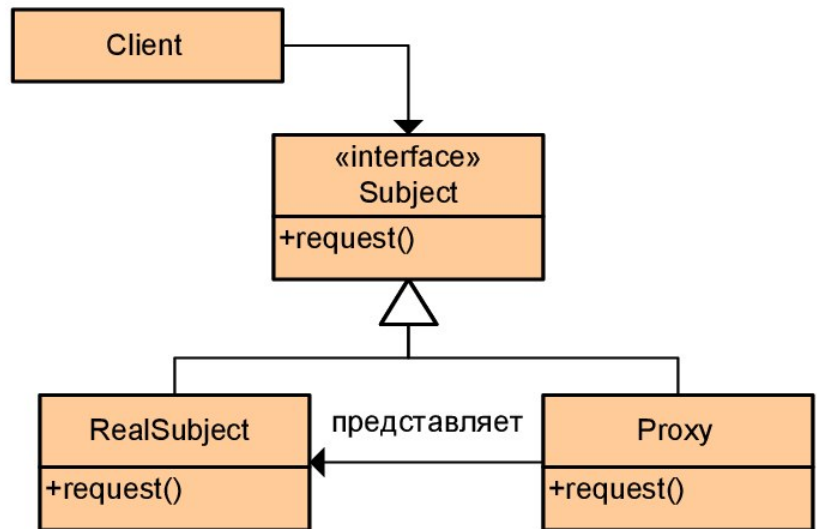 Client
«interface»
Subject
+request()
RealSubject
+request()
представляет
Proxy
+request()